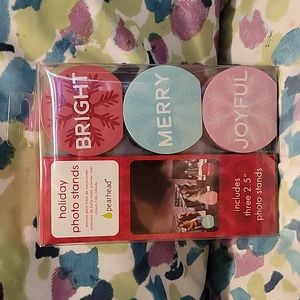 BRIGHT
MERRY
JOYFUL
holiday
photo stands
pearhead®
includes
three 2.5"
photo stands